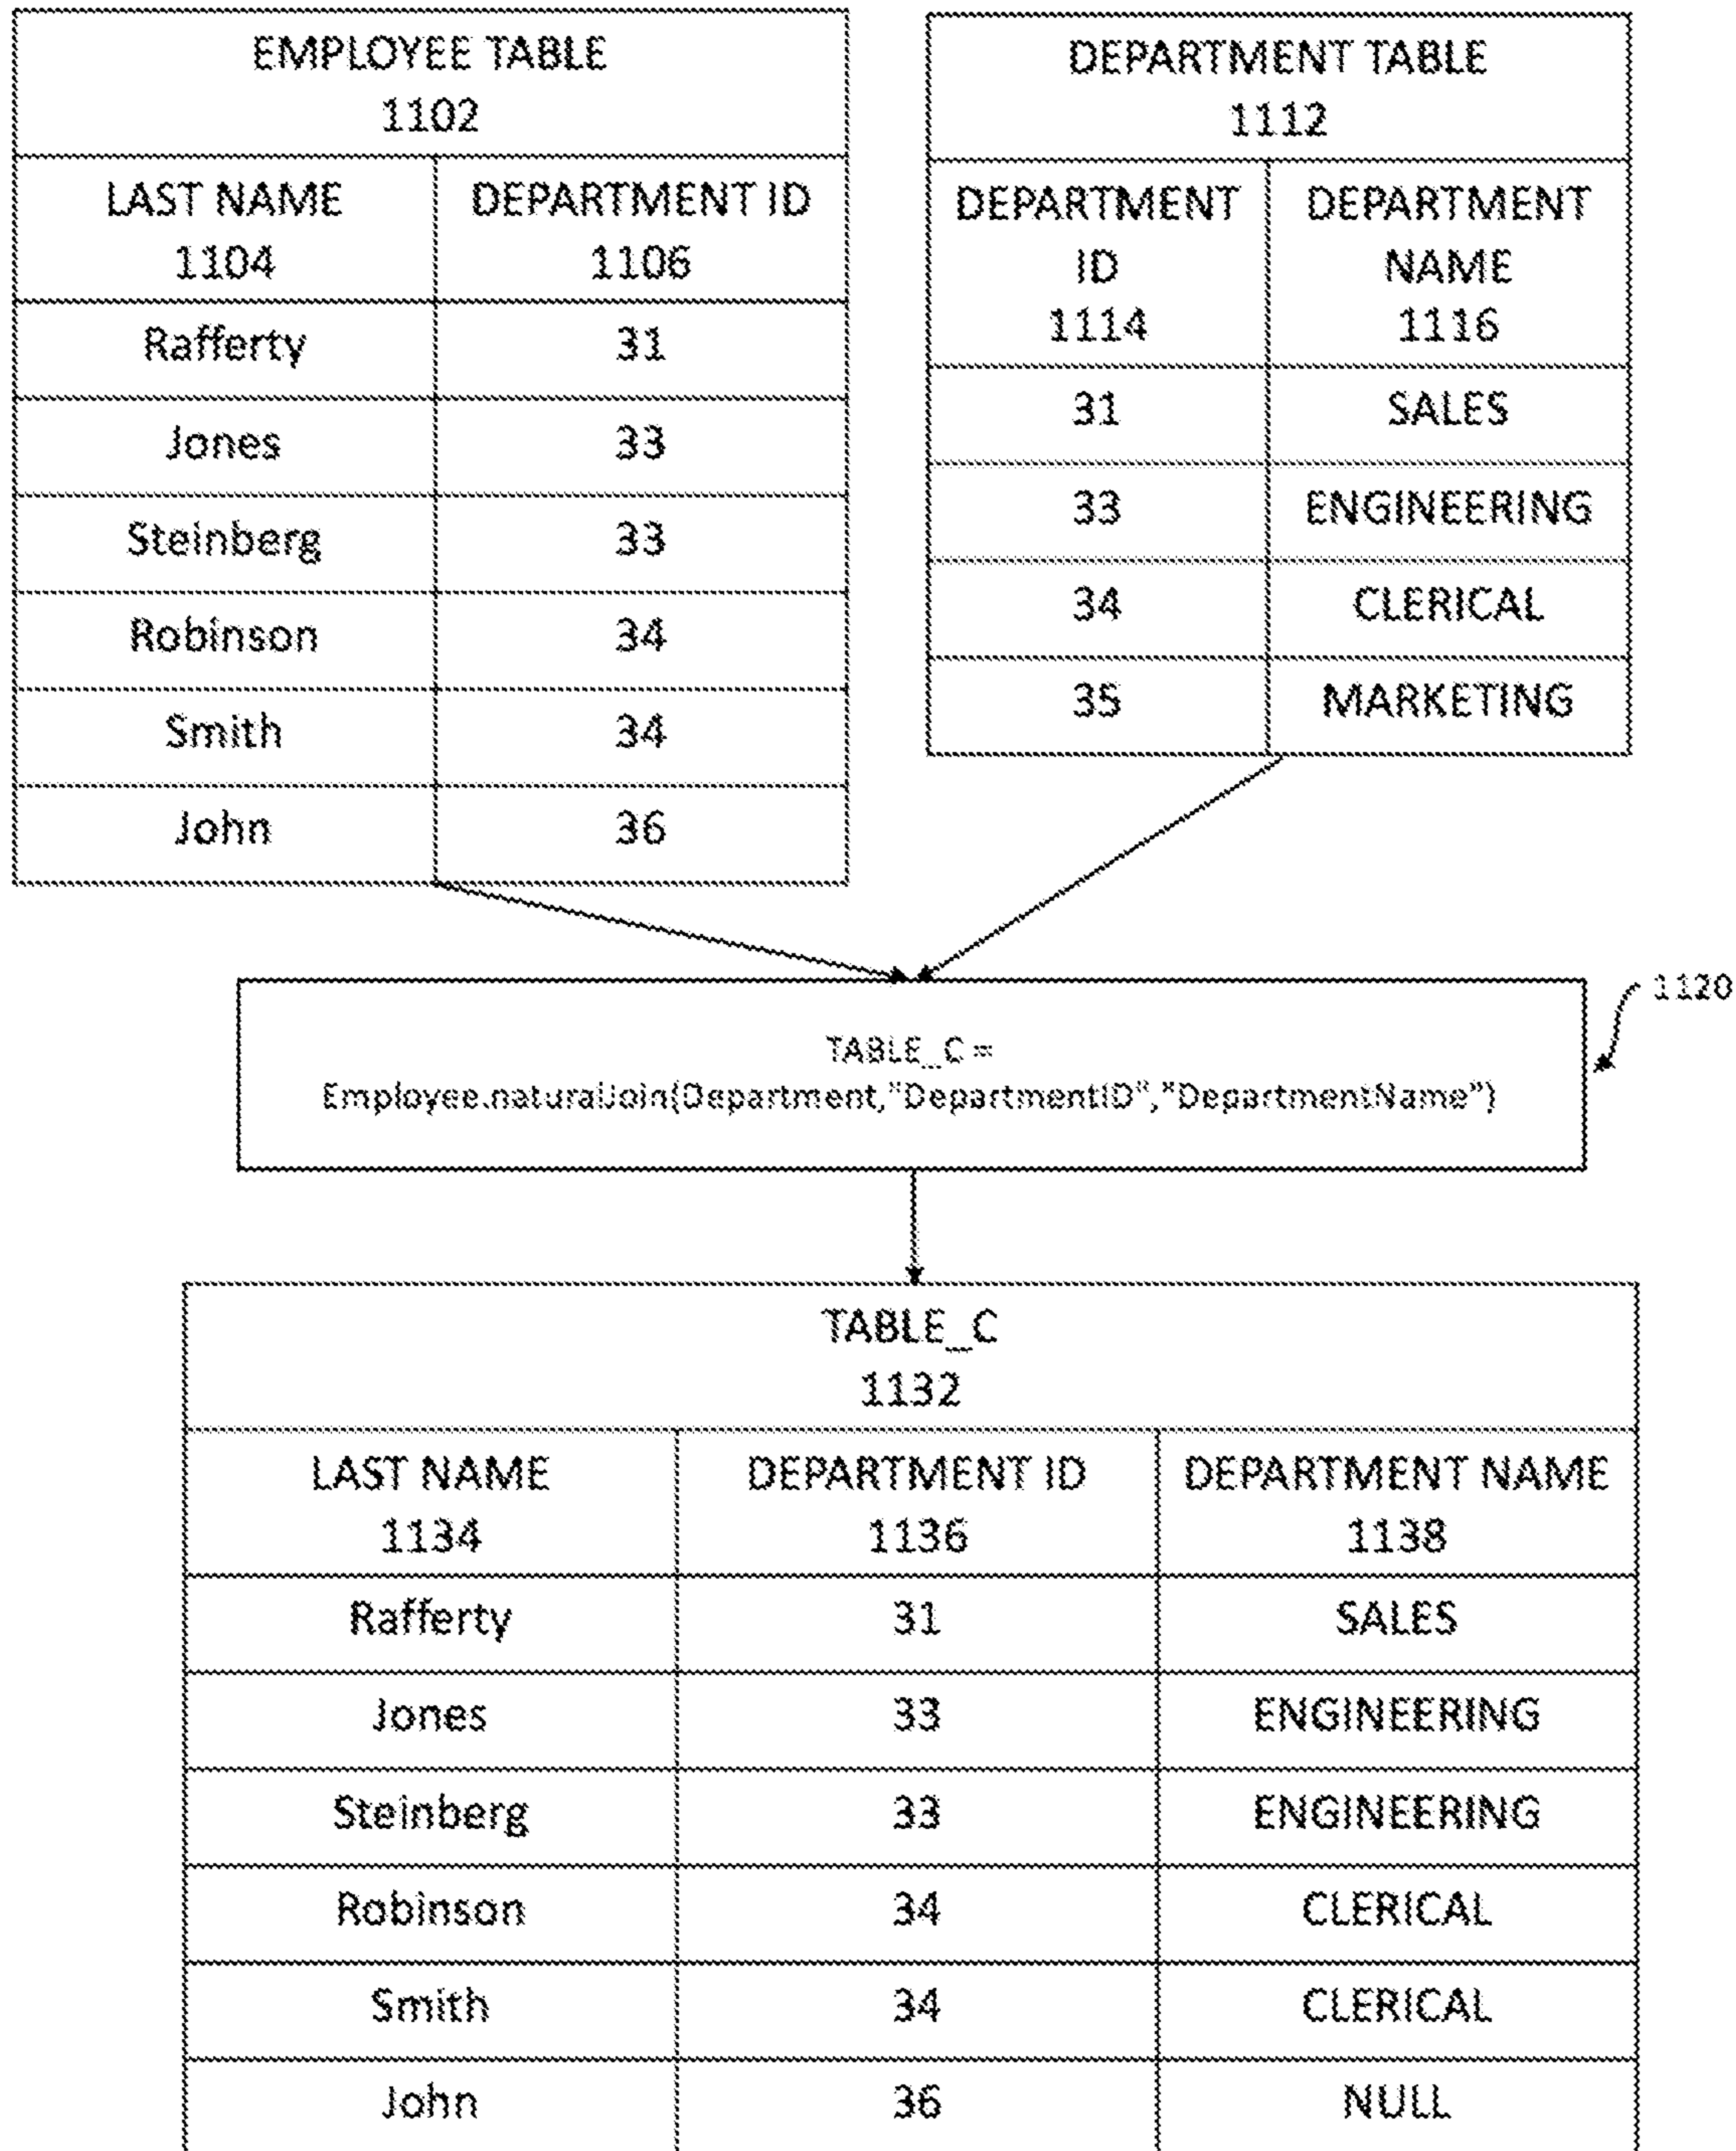 EMPLOYEE TABLE
1102
LAST NAME
1104
DEPARTMENT ID
1106
Rafferty 31
Jones 33
Steinberg 33
Robinson 34
Smith 34
John 36
DEPARTMENT TABLE
1112
DEPARTMENT
ID
1114
DEPARTMENT
NAME
1116
31 SALES
33 ENGINEERING
34 CLERICAL
35 MARKETING
1120
TABLE_C =
Employee.naturalJoin(Department,"DepartmentID","DepartmentName")
TABLE_C
1132
LAST NAME
1134
DEPARTMENT ID
1136
DEPARTMENT NAME
1138
Rafferty 31 SALES
Jones 33 ENGINEERING
Steinberg 33 ENGINEERING
Robinson 34 CLERICAL
Smith 34 CLERICAL
John 36 NULL